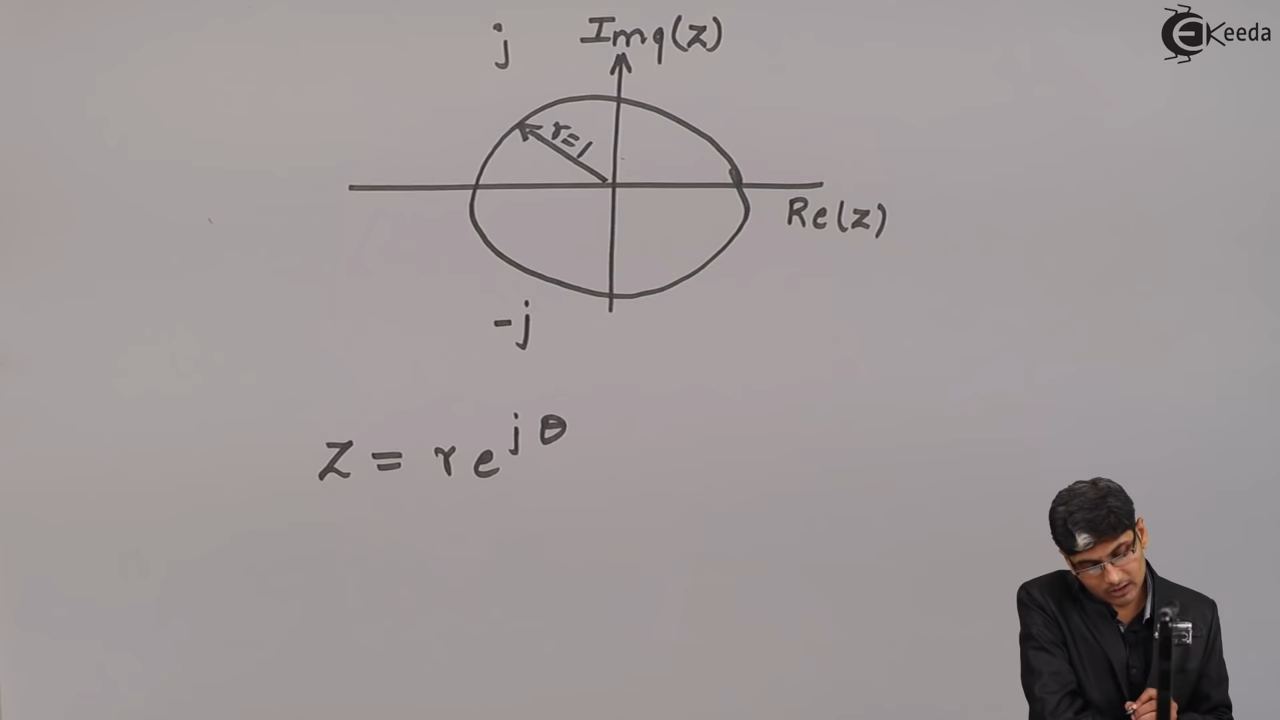 j
Img(z)
EKeeda
r=1
Re(z)
-j
z = re^{jθ}